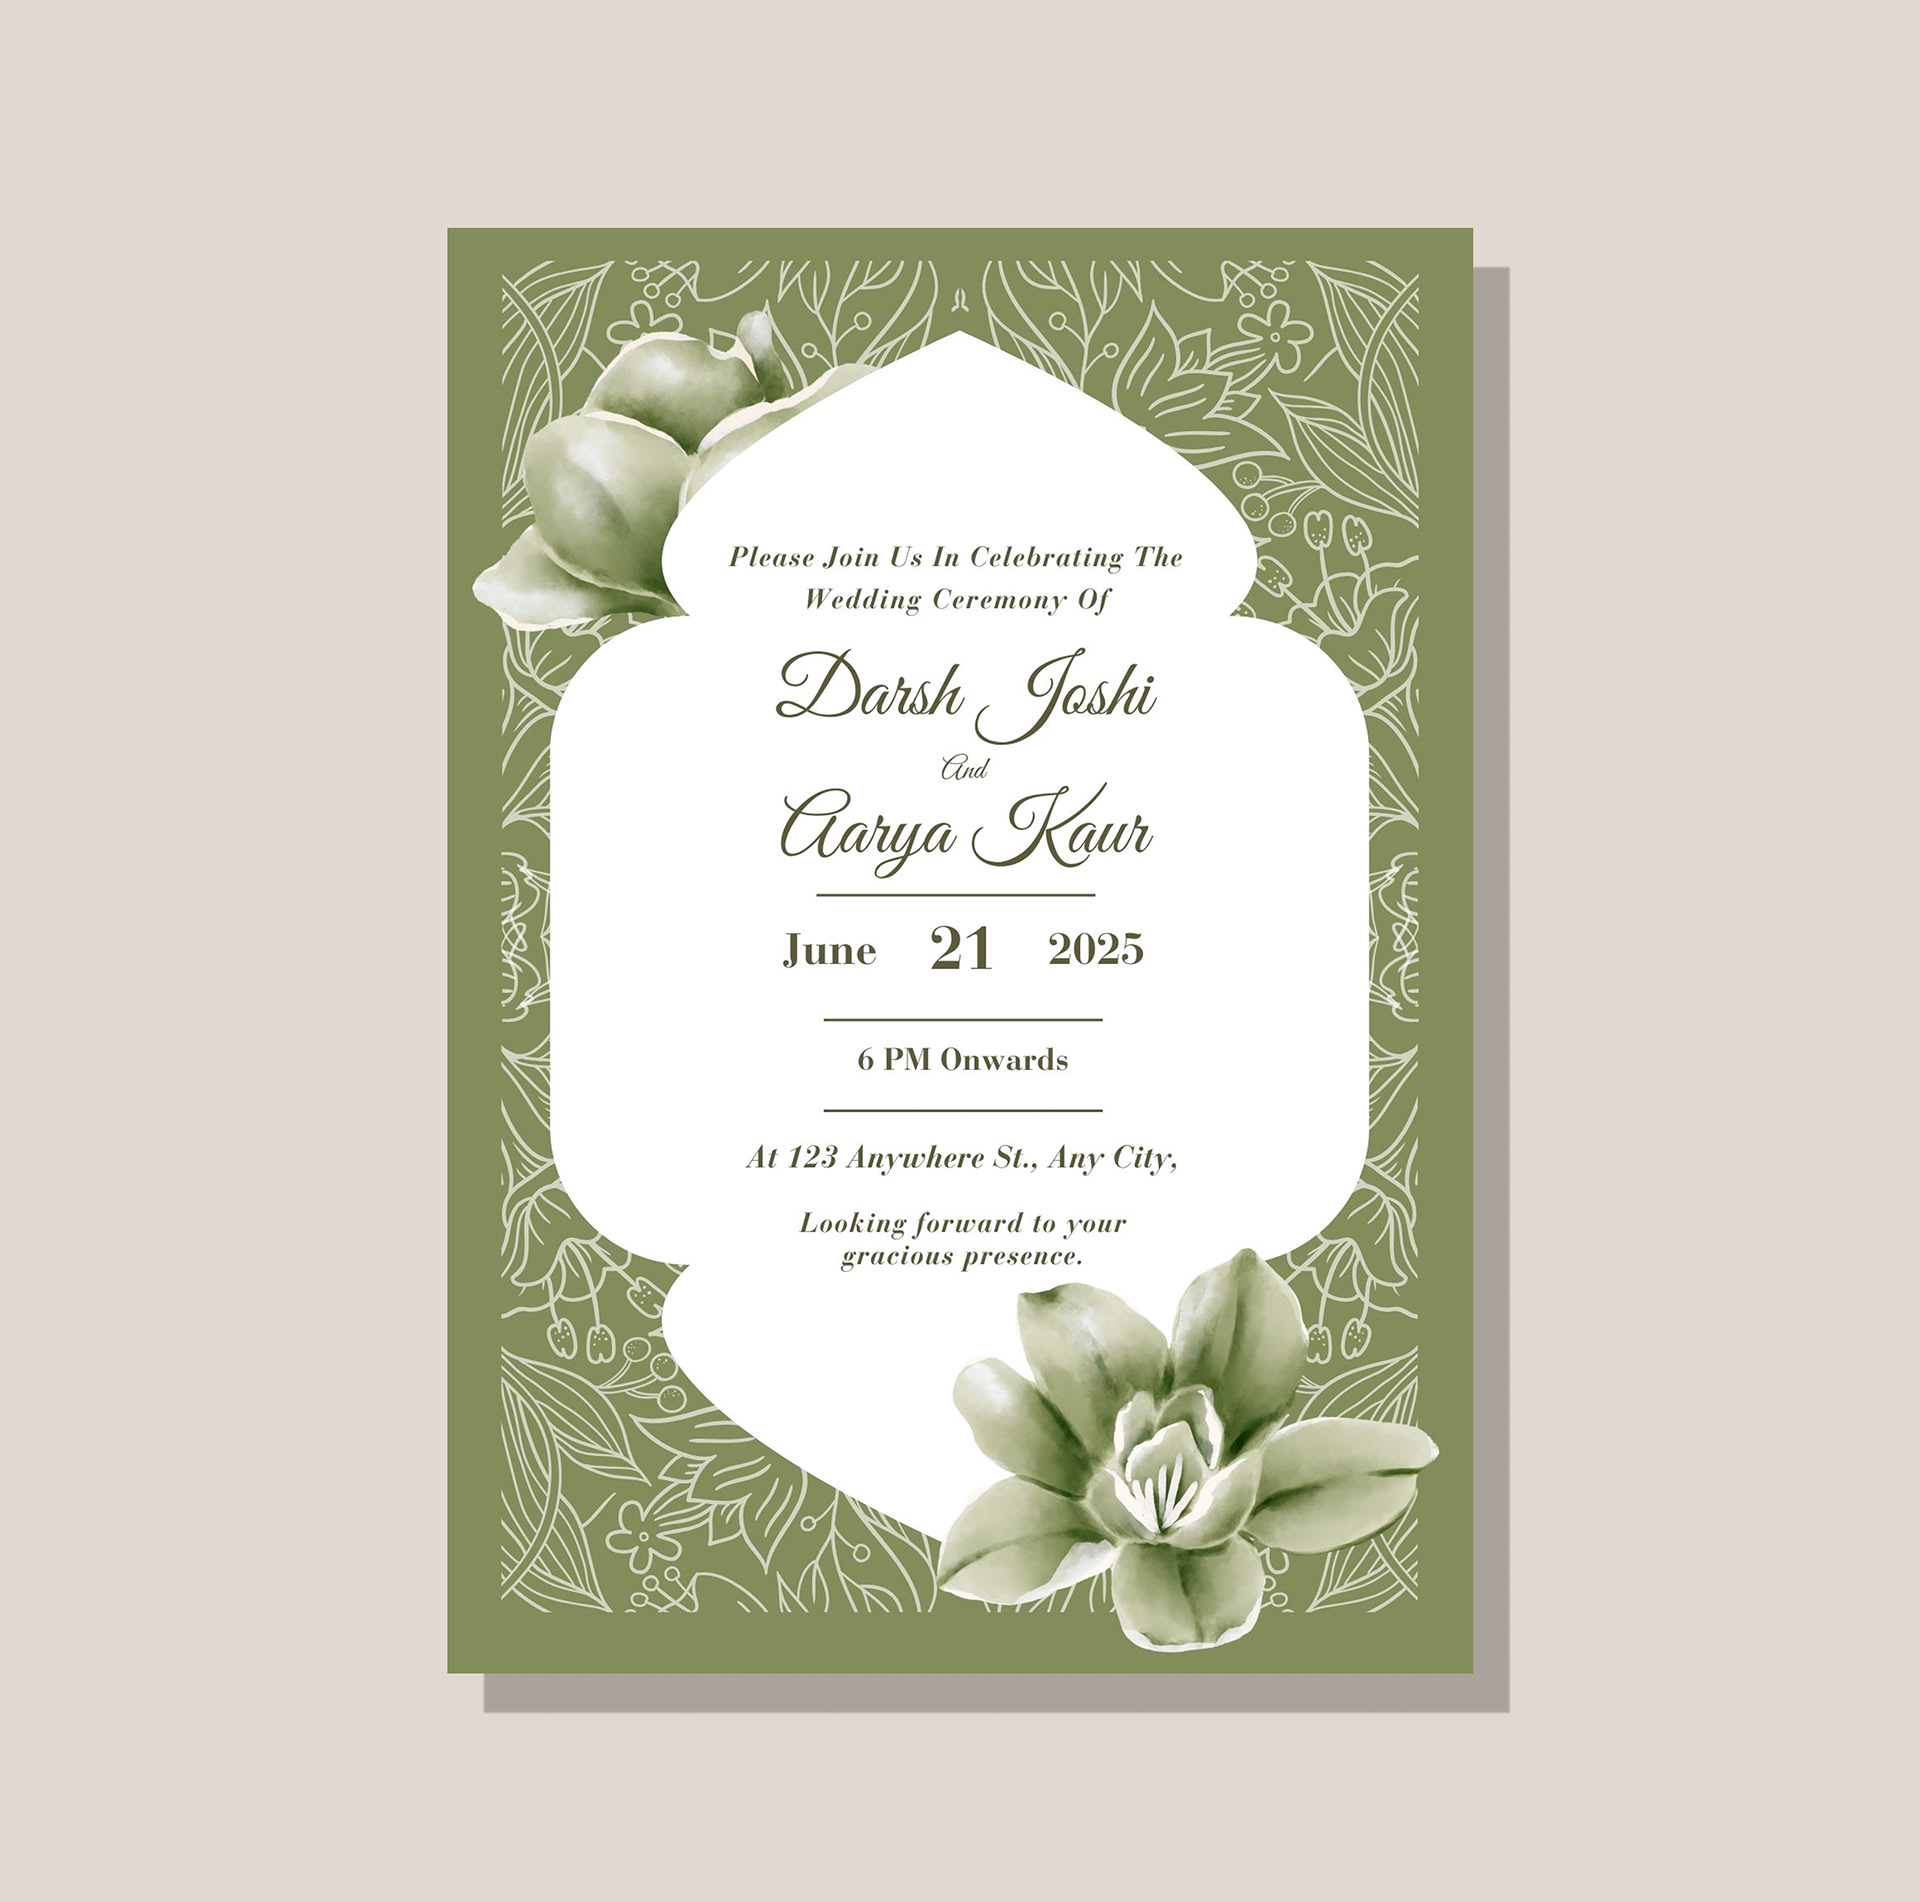 Please Join Us In Celebrating The
Wedding Ceremony Of
Darsh Joshi
And
Aarya Kaur
June 21 2025
6 PM Onwards
At 123 Anywhere St., Any City,
Looking forward to your
gracious presence.